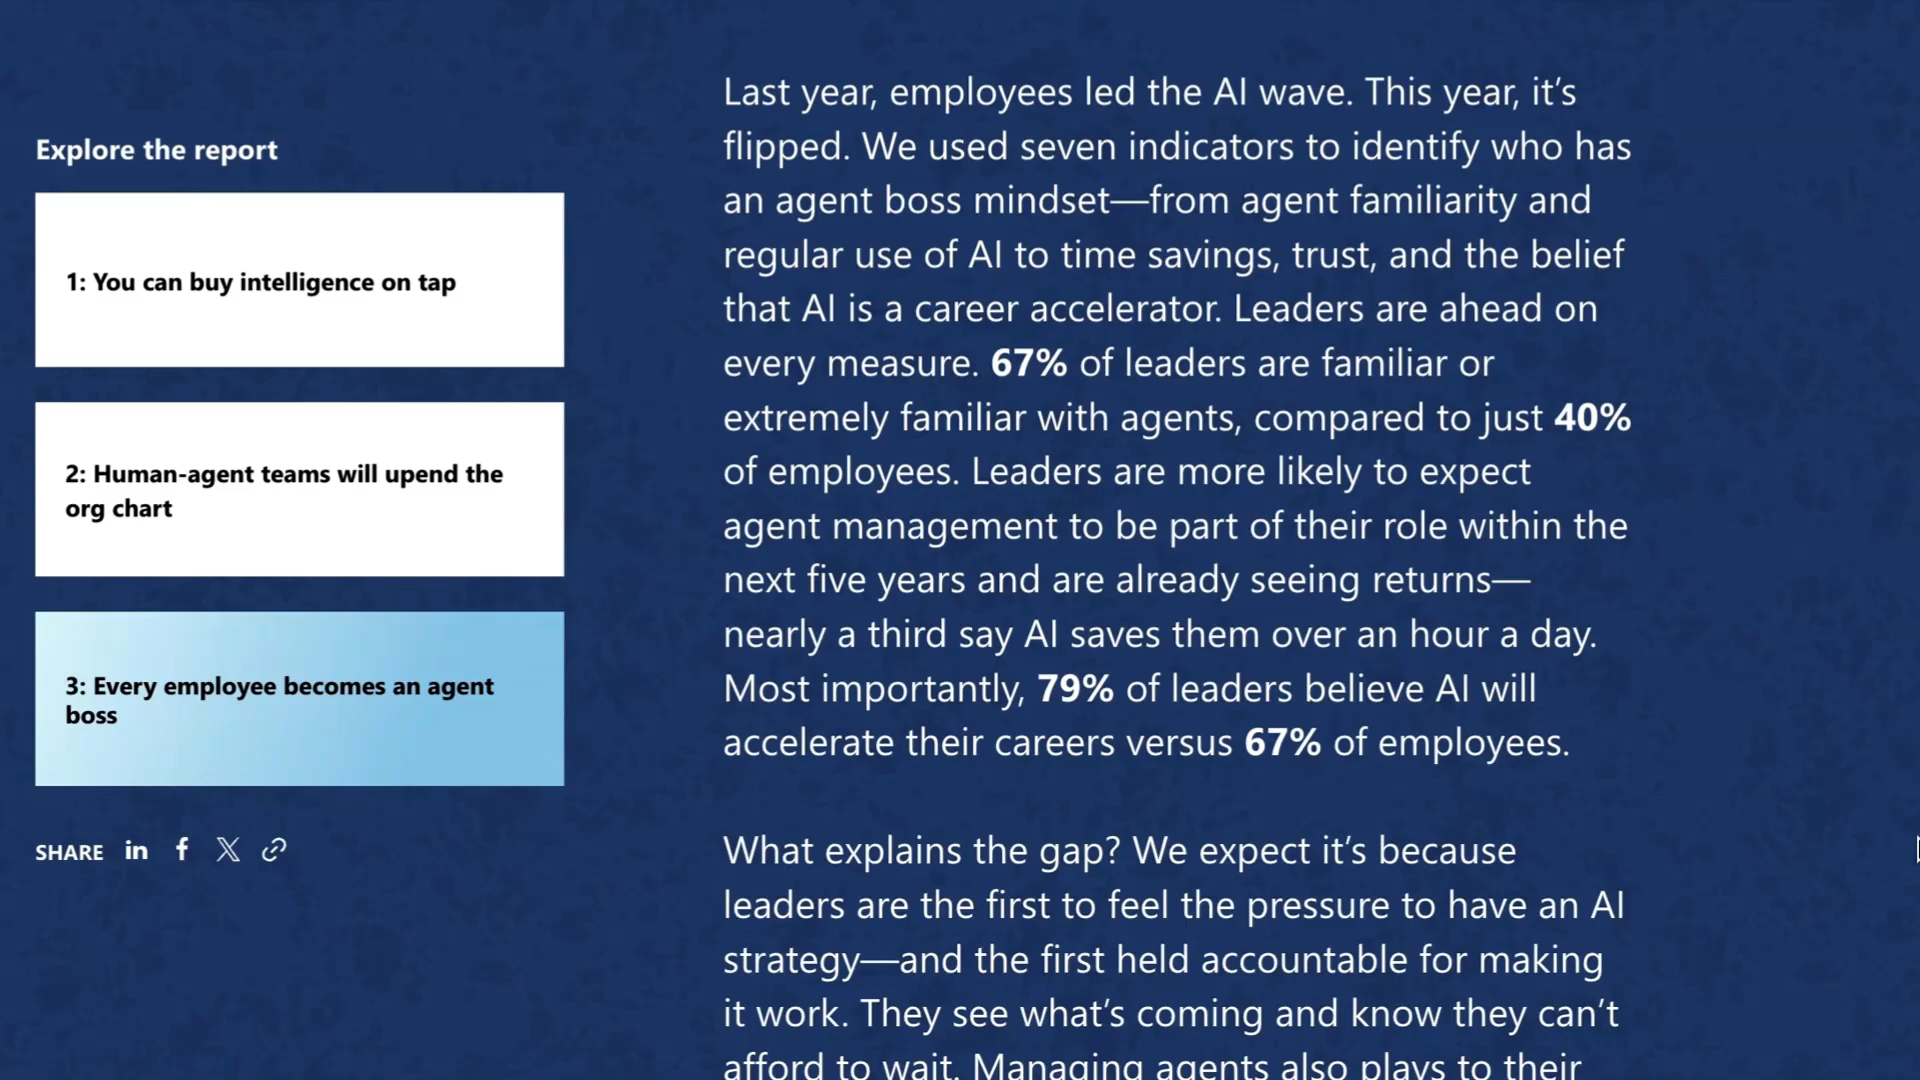 Explore the report
1: You can buy intelligence on tap
2: Human-agent teams will upend the
org chart
3: Every employee becomes an agent
boss
SHARE
Last year, employees led the AI wave. This year, it’s
flipped. We used seven indicators to identify who has
an agent boss mindset—from agent familiarity and
regular use of AI to time savings, trust, and the belief
that AI is a career accelerator. Leaders are ahead on
every measure. 67% of leaders are familiar or
extremely familiar with agents, compared to just 40%
of employees. Leaders are more likely to expect
agent management to be part of their role within the
next five years and are already seeing returns—
nearly a third say AI saves them over an hour a day.
Most importantly, 79% of leaders believe AI will
accelerate their careers versus 67% of employees.
What explains the gap? We expect it’s because
leaders are the first to feel the pressure to have an AI
strategy—and the first held accountable for making
it work. They see what’s coming and know they can’t
afford to wait. Managing agents also plays to their